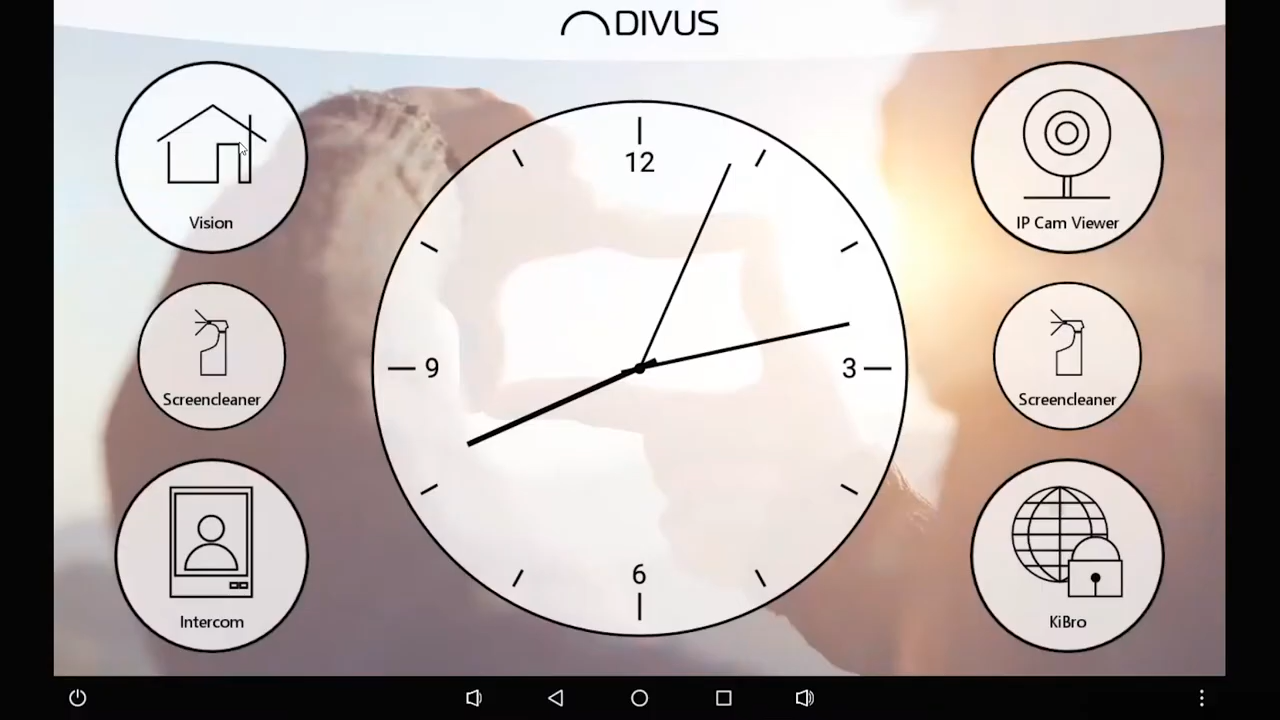 DIVUS
Vision
Screencleaner
Intercom
12
9
3
6
IP Cam Viewer
Screencleaner
KiBro